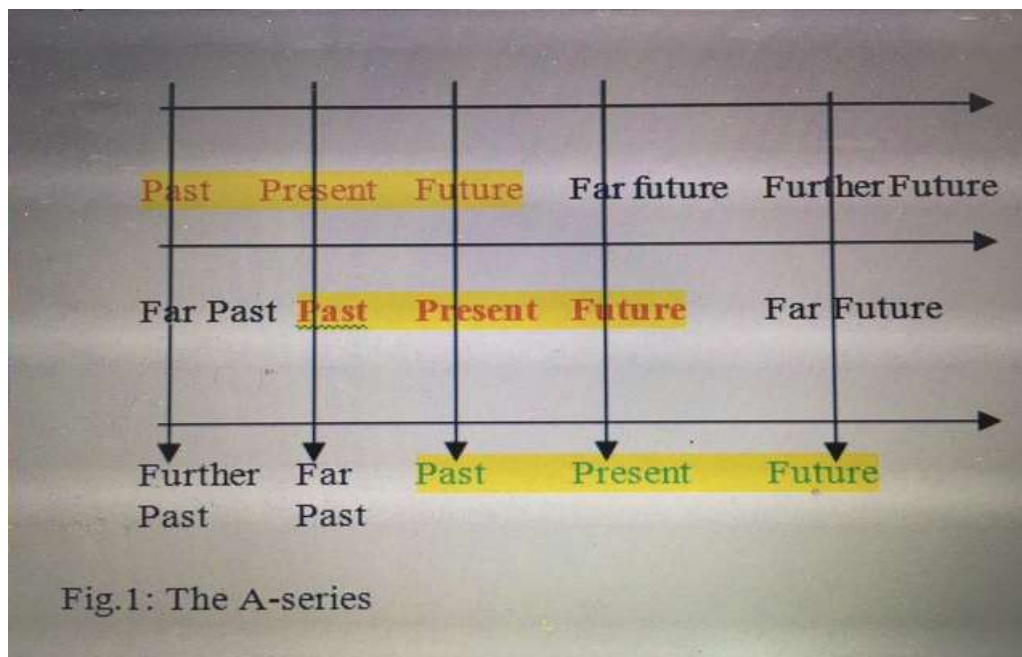 Past Present Future Far future Further Future
Far Past Past Present Future Far Future
Further Far Past Present Future
Past Past
Fig.1: The A-series